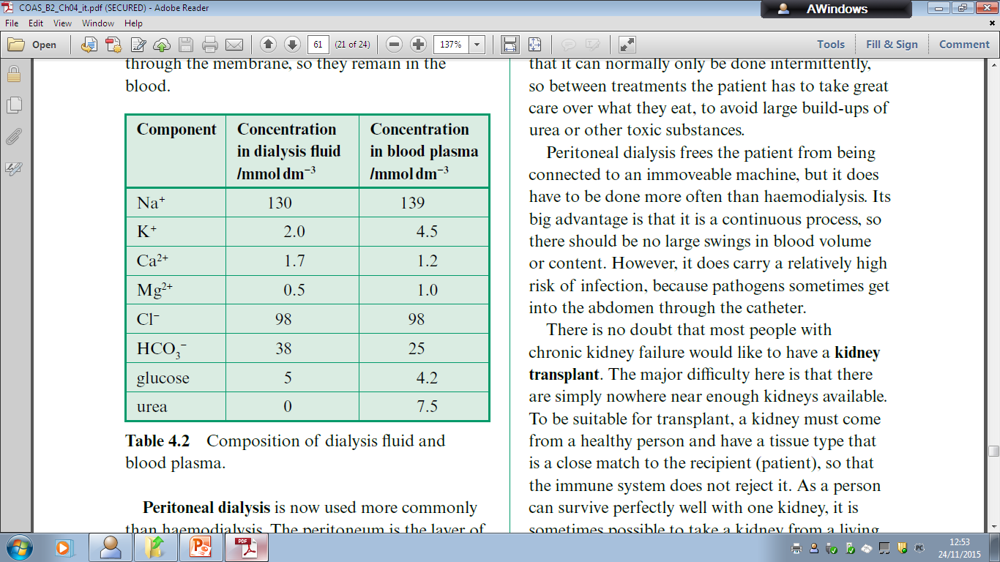 COAS_B2_Ch04_it.pdf (SECURED) - Adobe Reader
AWindows
File Edit View Window Help
Open
61 (21 of 24) 137%
Tools Fill & Sign Comment
through the membrane, so they remain in the
blood.
Component Concentration in dialysis fluid /mmol dm⁻³ Concentration in blood plasma /mmol dm⁻³
Na⁺ 130 139
K⁺ 2.0 4.5
Ca²⁺ 1.7 1.2
Mg²⁺ 0.5 1.0
Cl⁻ 98 98
HCO₃⁻ 38 25
glucose 5 4.2
urea 0 7.5
Table 4.2 Composition of dialysis fluid and
blood plasma.
Peritoneal dialysis is now used more commonly
than haemodialysis. The peritoneum is the layer of
that it can normally only be done intermittently,
so between treatments the patient has to take great
care over what they eat, to avoid large build-ups of
urea or other toxic substances.
Peritoneal dialysis frees the patient from being
connected to an immoveable machine, but it does
have to be done more often than haemodialysis. Its
big advantage is that it is a continuous process, so
there should be no large swings in blood volume
or content. However, it does carry a relatively high
risk of infection, because pathogens sometimes get
into the abdomen through the catheter.
There is no doubt that most people with
chronic kidney failure would like to have a kidney
transplant. The major difficulty here is that there
are simply nowhere near enough kidneys available.
To be suitable for transplant, a kidney must come
from a healthy person and have a tissue type that
is a close match to the recipient (patient), so that
the immune system does not reject it. As a person
can survive perfectly well with one kidney, it is
sometimes possible to take a kidney from a living
PDF
12:53
24/11/2015